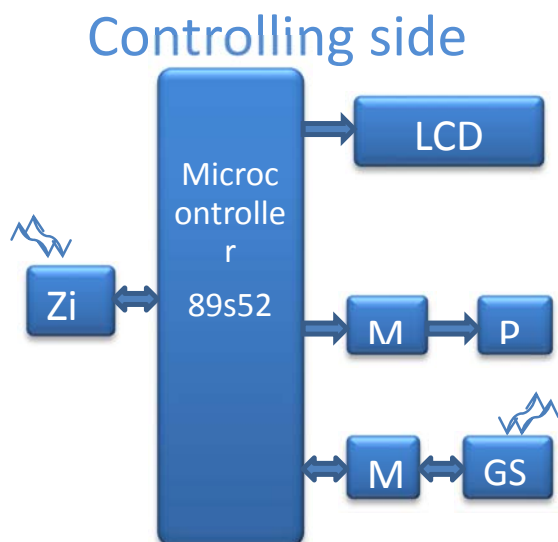 Controlling side
LCD
Microc
ontrolle
r
89s52
Zi
M
P
M
GS